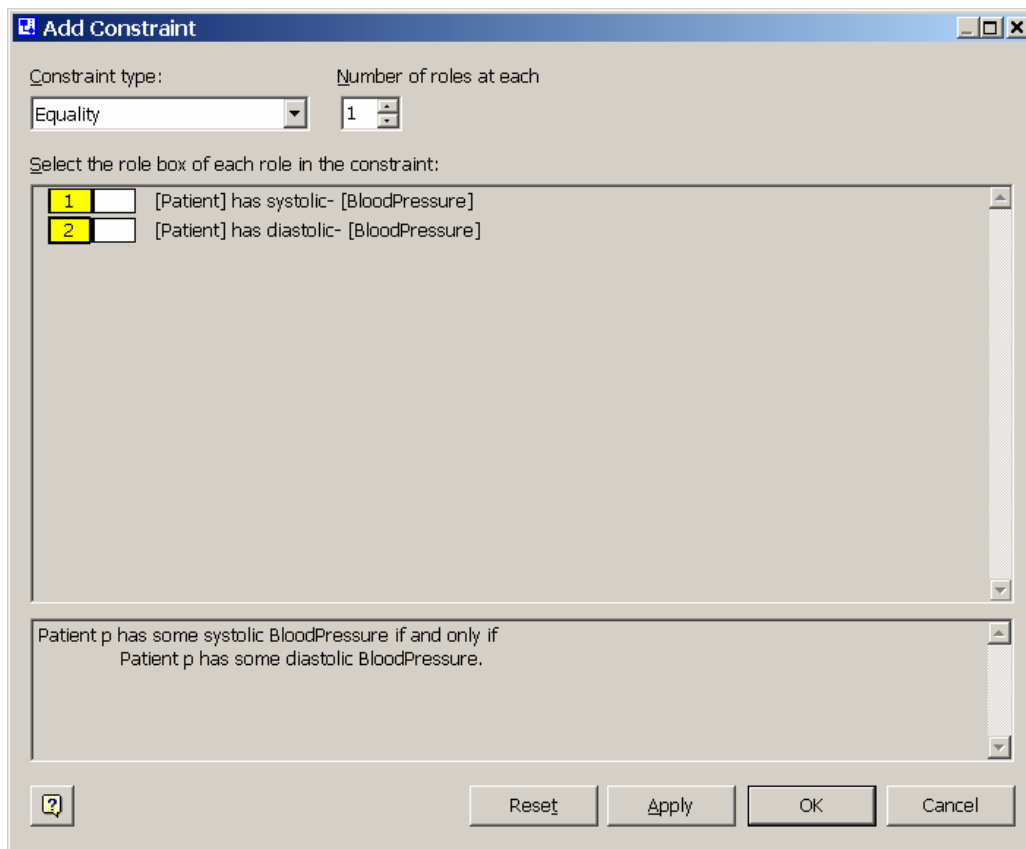 Add Constraint
Constraint type:
Number of roles at each
Equality
1
Select the role box of each role in the constraint:
1 [Patient] has systolic- [BloodPressure]
2 [Patient] has diastolic- [BloodPressure]
Patient p has some systolic BloodPressure if and only if
Patient p has some diastolic BloodPressure.
?
Reset
Apply
OK
Cancel